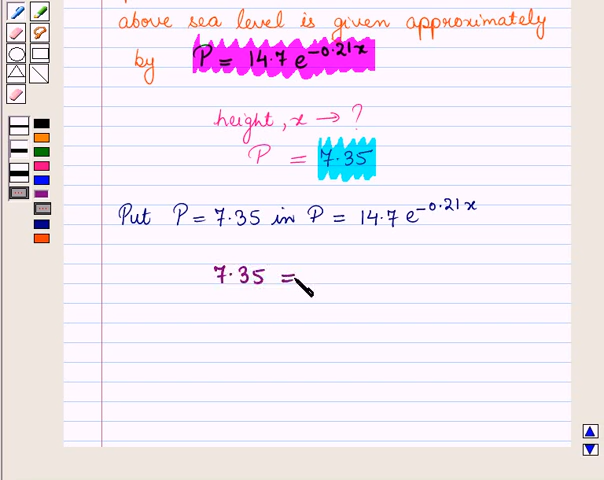 above sea level is given approximately
by P = 14.7 e^{-0.21x}
height, x → ?
P = 7.35
Put P = 7.35 in P = 14.7 e^{-0.21x}
7.35 =